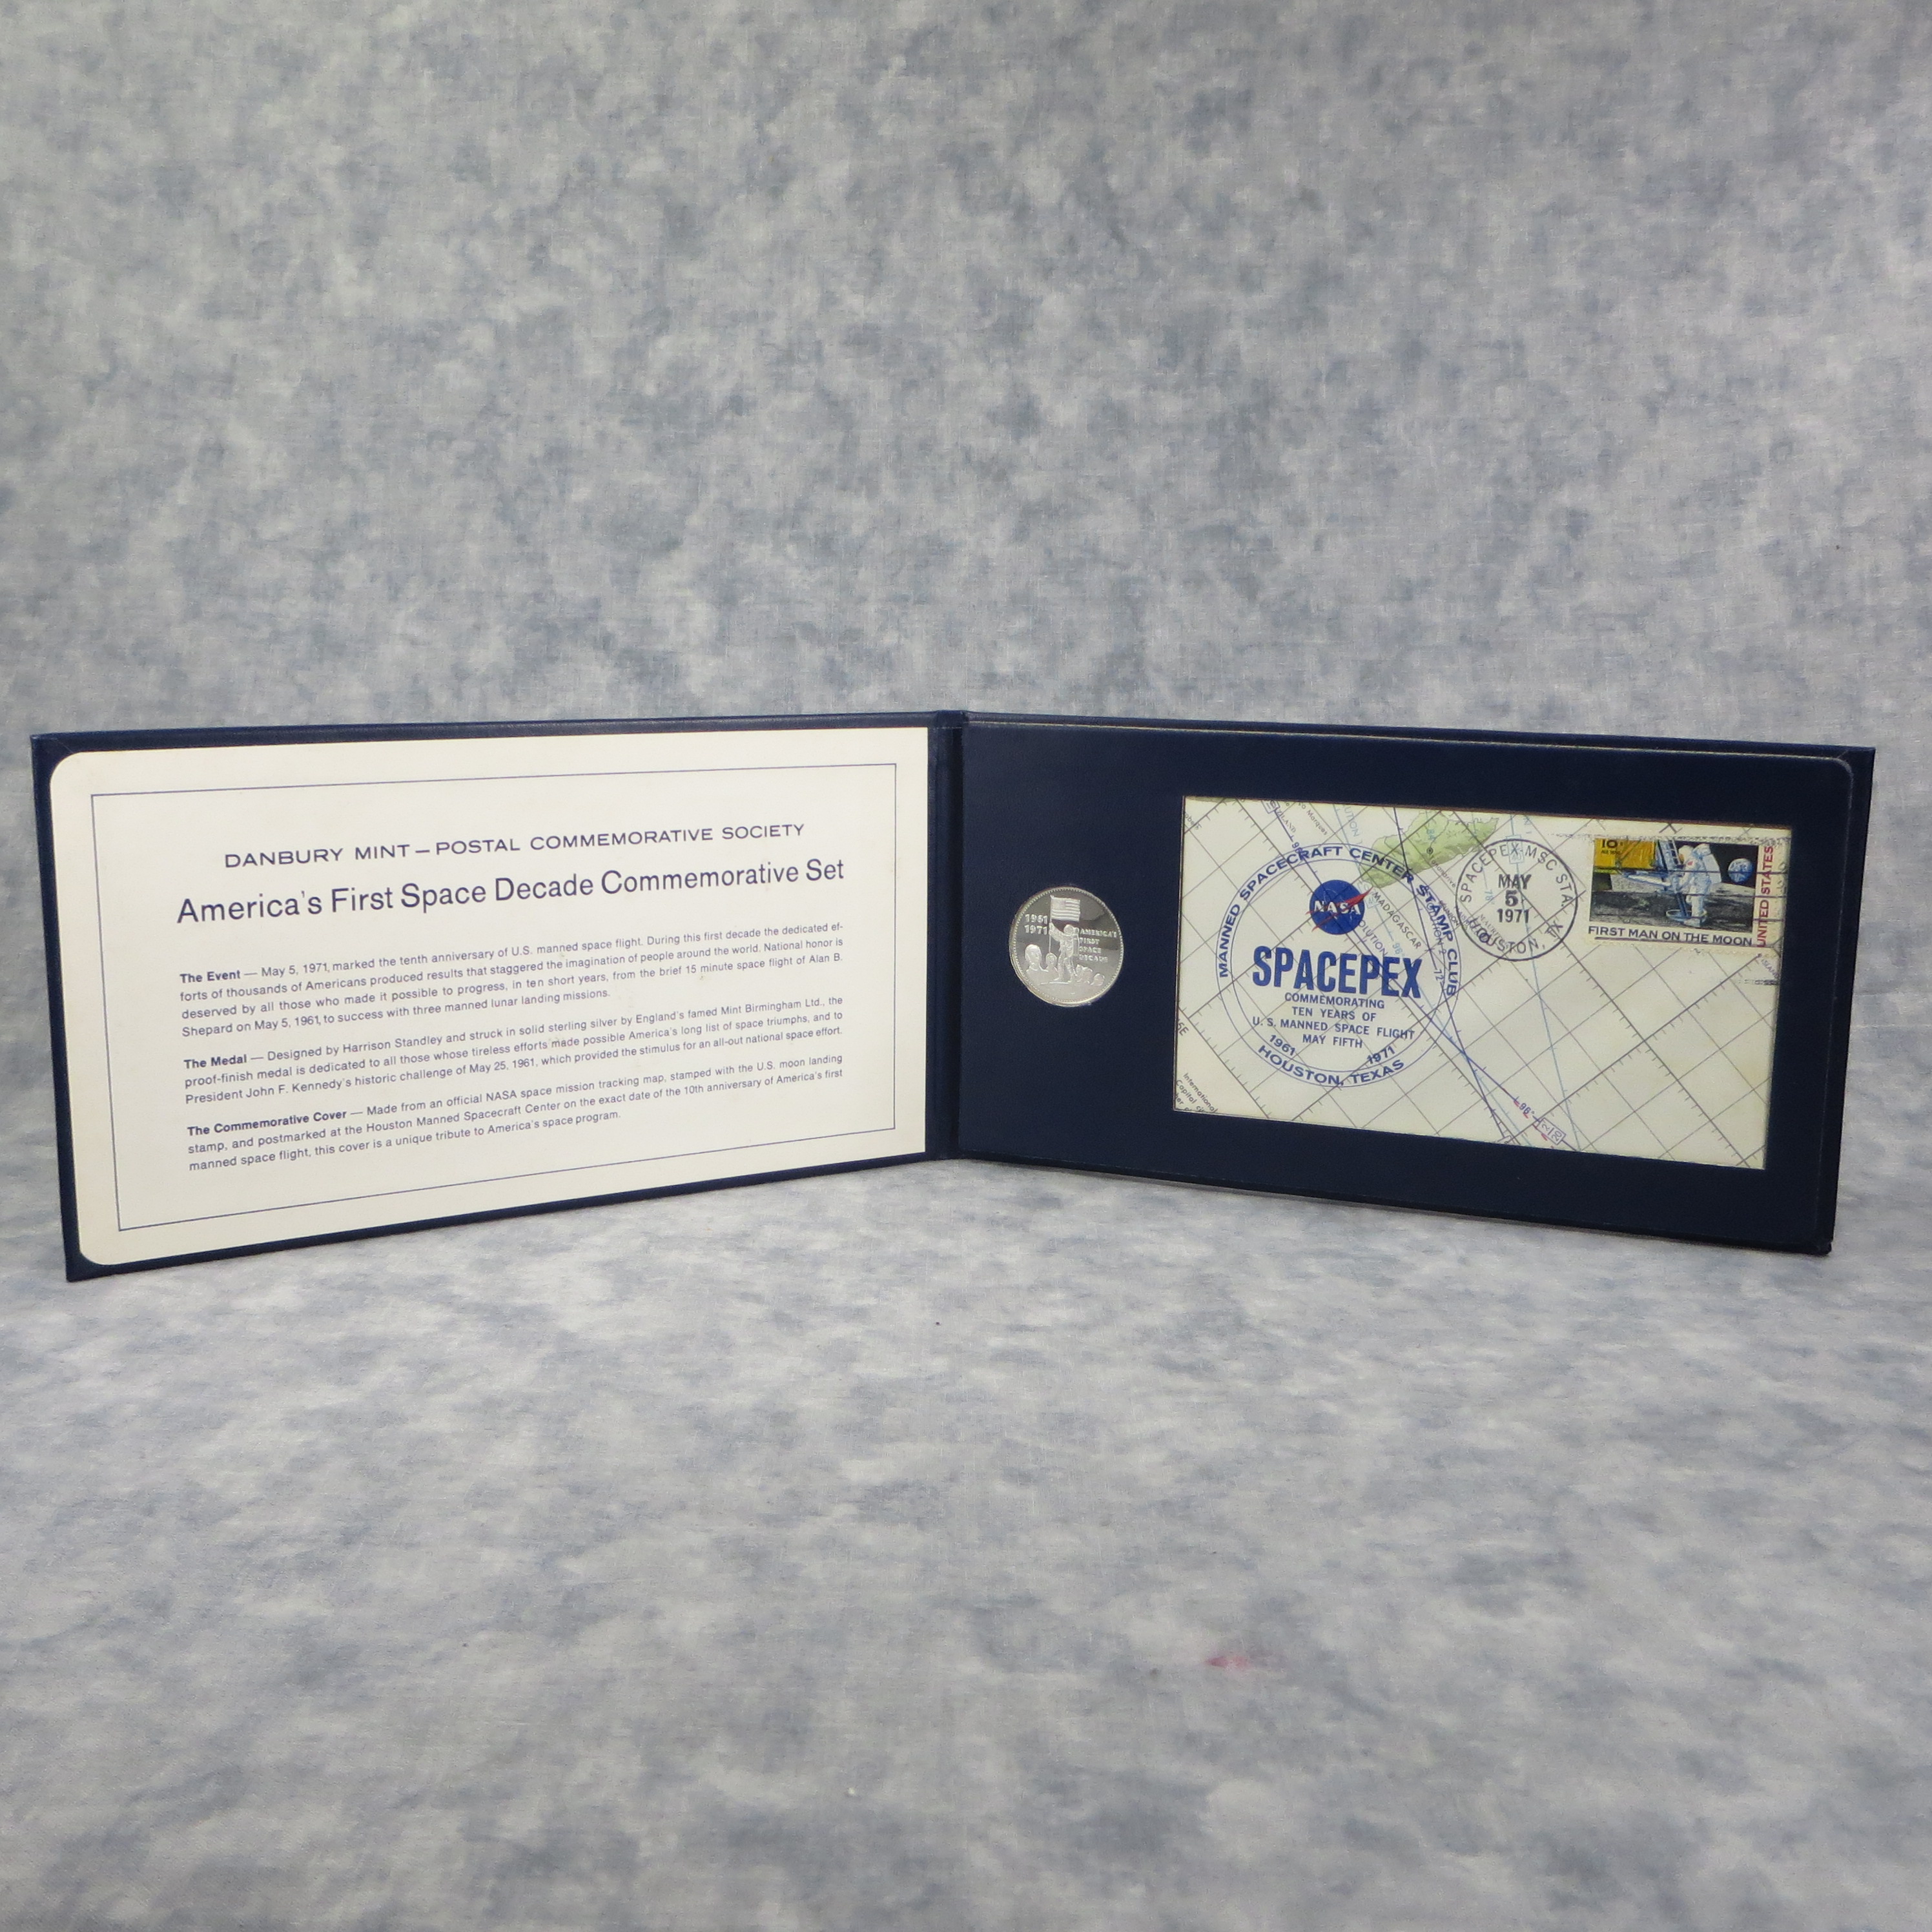 DANBURY MINT — POSTAL COMMEMORATIVE SOCIETY
America's First Space Decade Commemorative Set
The Event — May 5, 1971, marked the tenth anniversary of U.S. manned space flight. During this first decade the dedicated ef-
forts of thousands of Americans produced results that staggered the imagination of people around the world. National honor is
deserved by all those who made it possible to progress, in ten short years, from the brief 15 minute space flight of Alan B.
Shepard on May 5, 1961, to success with three manned lunar landing missions.
The Medal — Designed by Harrison Standley and struck in solid sterling silver by England's famed Mint Birmingham Ltd., the
proof-finish medal is dedicated to all those whose tireless efforts made possible America's long list of space triumphs, and to
President John F. Kennedy's historic challenge of May 25, 1961, which provided the stimulus for an all-out national space effort.
The Commemorative Cover — Made from an official NASA space mission tracking map, stamped with the U.S. moon landing
stamp, and postmarked at the Houston Manned Spacecraft Center on the exact date of the 10th anniversary of America's first
manned space flight, this cover is a unique tribute to America's space program.
1961
1971
AMERICA'S
FIRST
SPACE
DECADE
MANNED SPACECRAFT CENTER STAMP CLUB
NASA
SPACEPEX
COMMEMORATING
TEN YEARS OF
U. S. MANNED SPACE FLIGHT
MAY FIFTH
1961 1971
HOUSTON, TEXAS
MADAGASCAR
SPACEPEX-MSC STA.
MAY
5
1971
HOUSTON, TX
10¢
FIRST MAN ON THE MOON
UNITED STATES
International